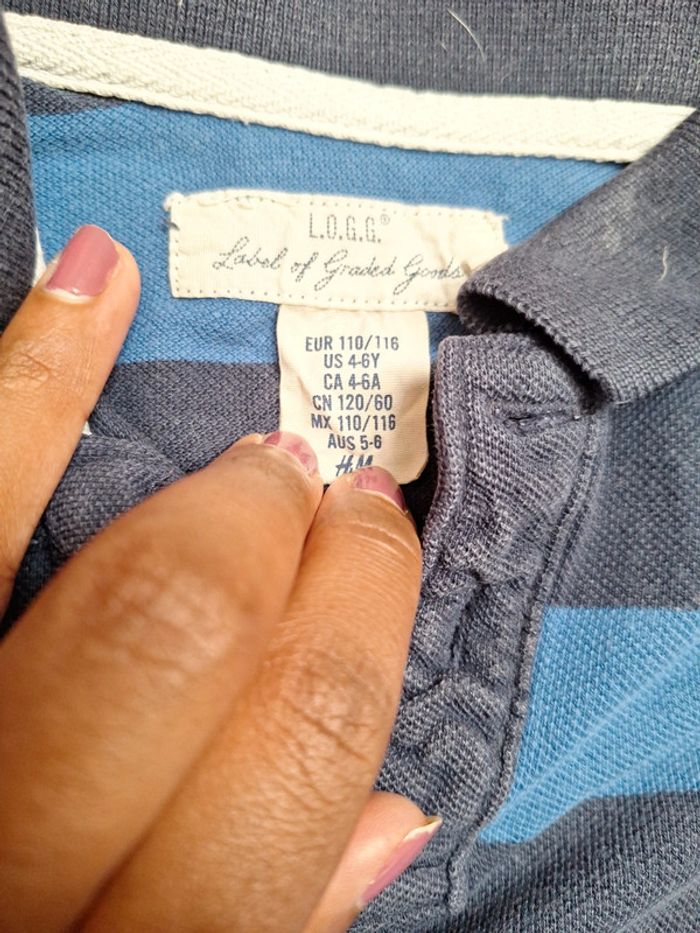 L.O.G.G.®
Label of Graded Goods
EUR 110/116
US 4-6Y
CA 4-6A
CN 120/60
MX 110/116
AUS 5-6
H&M